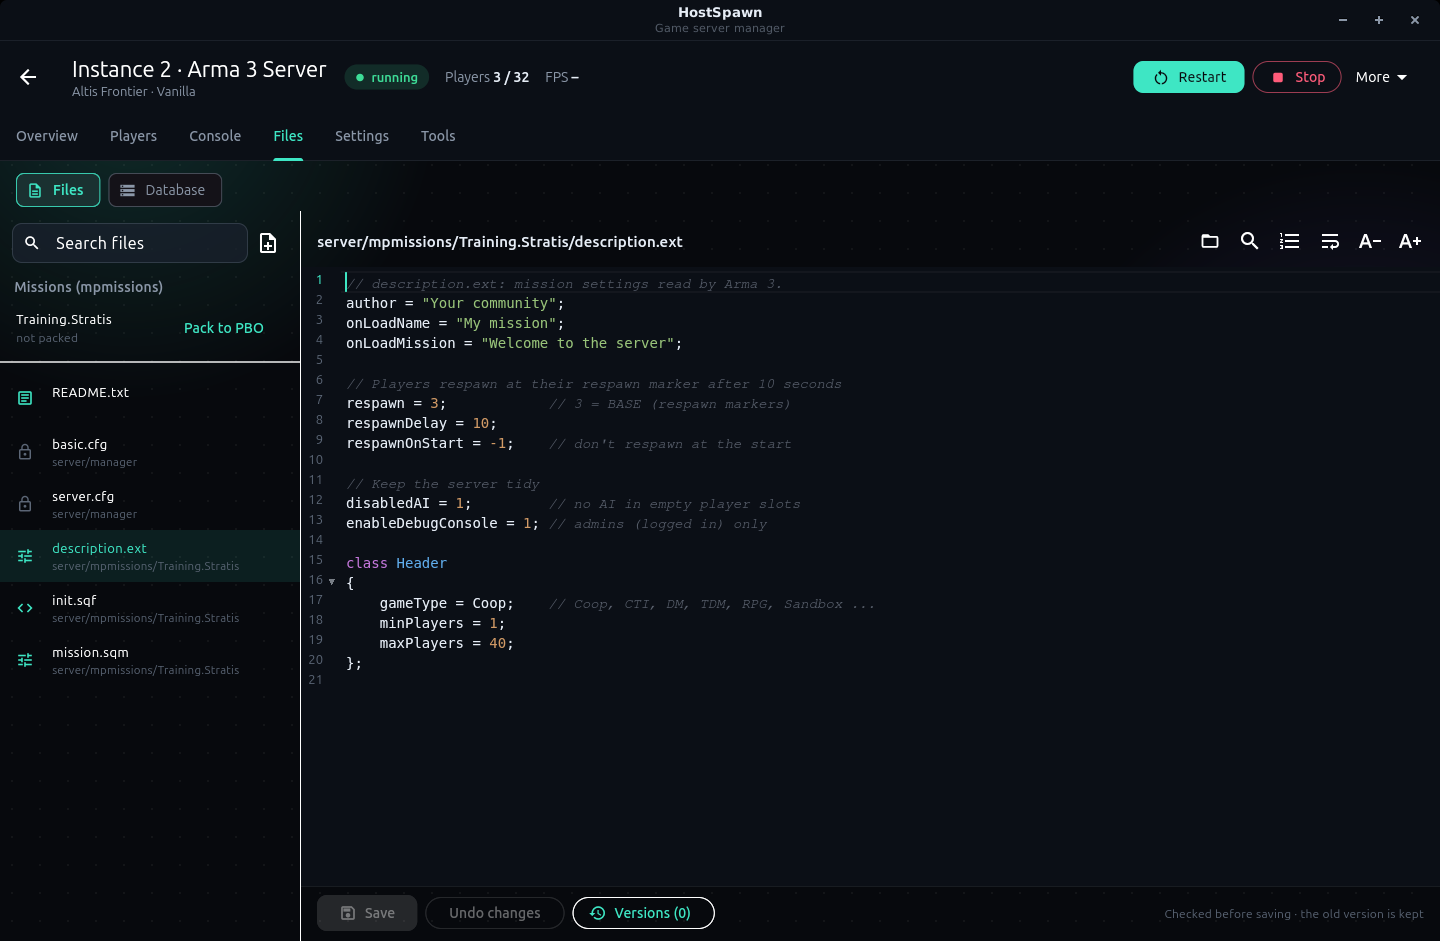 HostSpawn
Game server manager
Instance 2 · Arma 3 Server
Altis Frontier · Vanilla
running
Players 3 / 32
FPS –
Restart
Stop
More
Overview
Players
Console
Files
Settings
Tools
Files
Database
Search files
Missions (mpmissions)
Training.Stratis
not packed
Pack to PBO
README.txt
basic.cfg
server/manager
server.cfg
server/manager
description.ext
server/mpmissions/Training.Stratis
init.sqf
server/mpmissions/Training.Stratis
mission.sqm
server/mpmissions/Training.Stratis
server/mpmissions/Training.Stratis/description.ext
A−
A+
1 // description.ext: mission settings read by Arma 3.
2 author = "Your community";
3 onLoadName = "My mission";
4 onLoadMission = "Welcome to the server";
5
6 // Players respawn at their respawn marker after 10 seconds
7 respawn = 3;            // 3 = BASE (respawn markers)
8 respawnDelay = 10;
9 respawnOnStart = -1;    // don't respawn at the start
10
11 // Keep the server tidy
12 disabledAI = 1;         // no AI in empty player slots
13 enableDebugConsole = 1; // admins (logged in) only
14
15 class Header
16 {
17     gameType = Coop;    // Coop, CTI, DM, TDM, RPG, Sandbox ...
18     minPlayers = 1;
19     maxPlayers = 40;
20 };
21
Save
Undo changes
Versions (0)
Checked before saving · the old version is kept